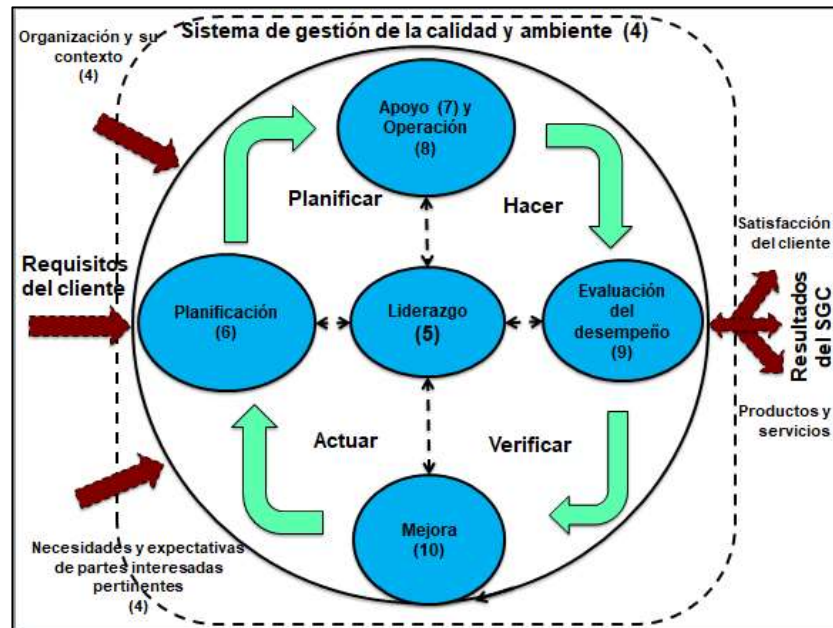 Sistema de gestión de la calidad y ambiente (4)
Organización y su
contexto
(4)
Apoyo (7) y
Operación
(8)
Planificar
Hacer
Satisfacción
del cliente
Requisitos
del cliente
Planificación
(6)
Liderazgo
(5)
Evaluación
del
desempeño
(9)
Resultados
del SGC
Productos y
servicios
Actuar
Verificar
Mejora
(10)
Necesidades y expectativas
de partes interesadas
pertinentes
(4)